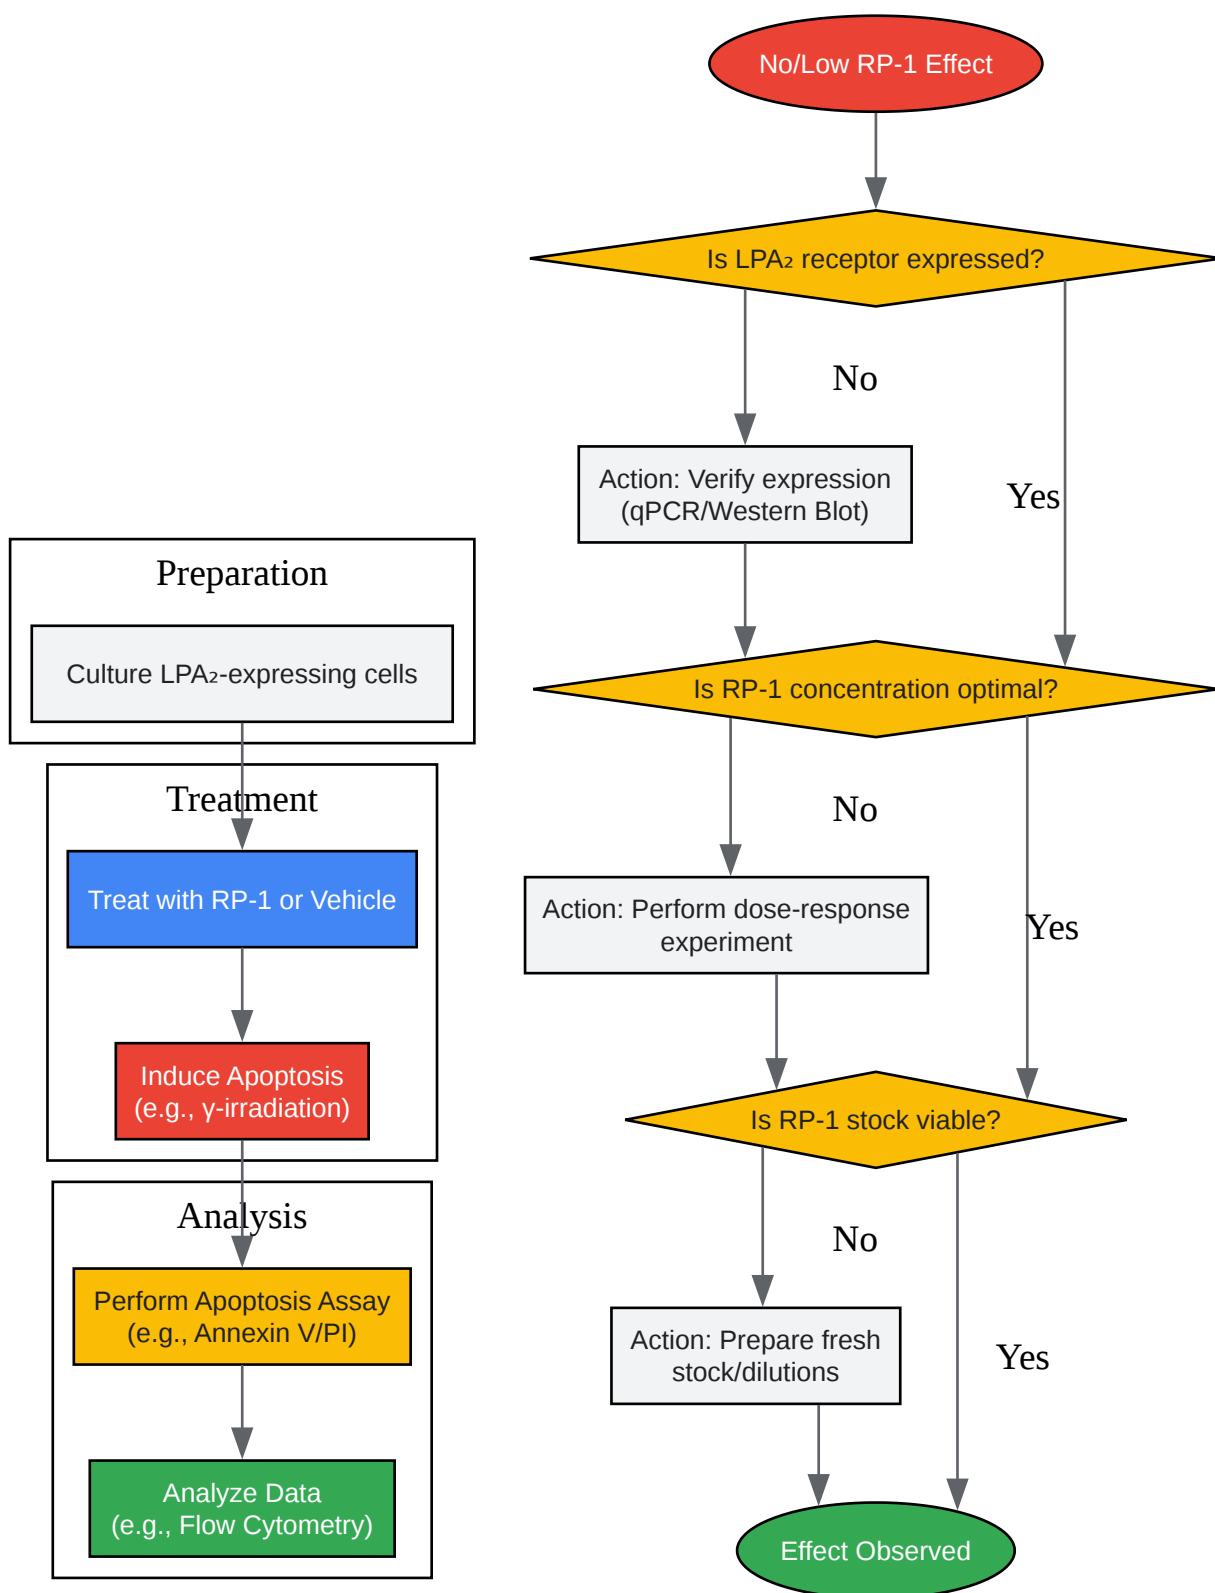 Preparation
Culture LPA₂-expressing cells
Treatment
Treat with RP-1 or Vehicle
Induce Apoptosis
(e.g., γ-irradiation)
Analysis
Perform Apoptosis Assay
(e.g., Annexin V/PI)
Analyze Data
(e.g., Flow Cytometry)
No/Low RP-1 Effect
Is LPA₂ receptor expressed?
No
Action: Verify expression
(qPCR/Western Blot)
Yes
Is RP-1 concentration optimal?
No
Action: Perform dose-response
experiment
Yes
Is RP-1 stock viable?
No
Action: Prepare fresh
stock/dilutions
Yes
Effect Observed